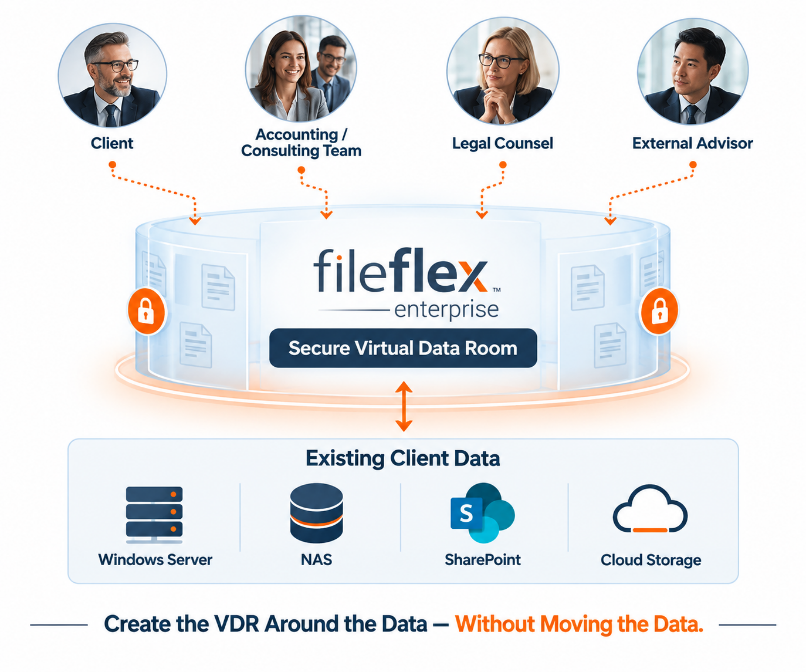 Client
Accounting /
Consulting Team
Legal Counsel
External Advisor
fileflex™
enterprise
Secure Virtual Data Room
Existing Client Data
Windows Server
NAS
S
SharePoint
Cloud Storage
Create the VDR Around the Data — Without Moving the Data.